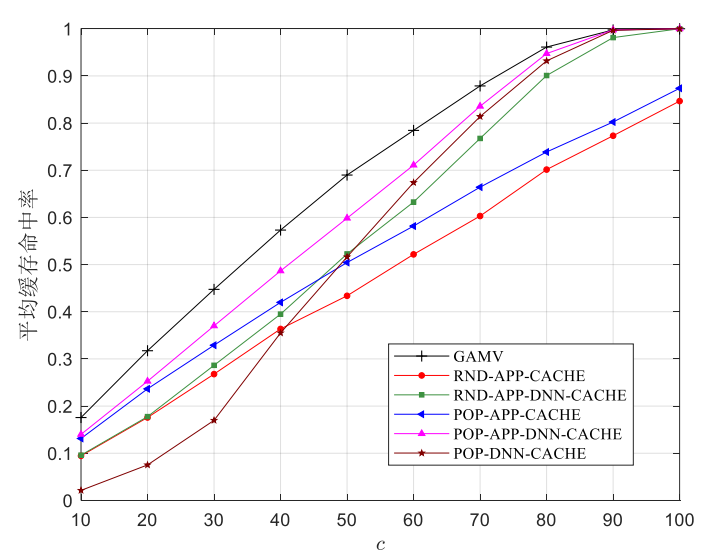 1
0.9
0.8
0.7
0.6
0.5
0.4
0.3
0.2
0.1
0
平均缓存命中率
10 20 30 40 50 60 70 80 90 100
c
GAMV
RND-APP-CACHE
RND-APP-DNN-CACHE
POP-APP-CACHE
POP-APP-DNN-CACHE
POP-DNN-CACHE